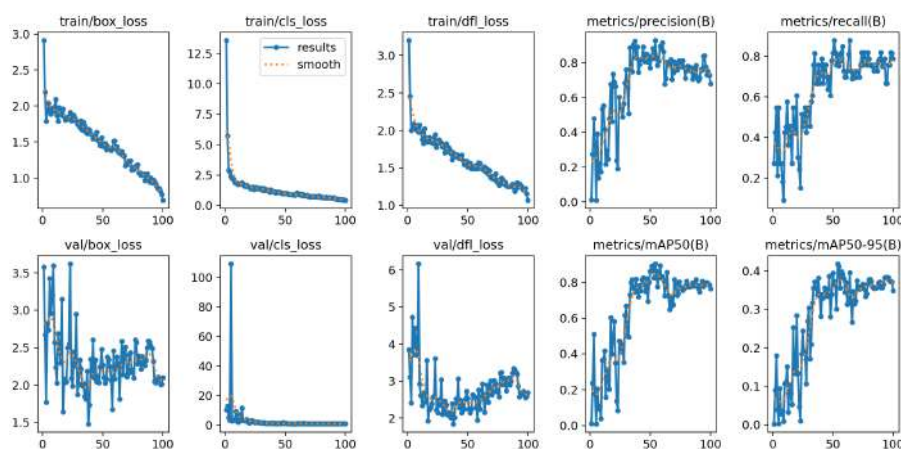 train/box_loss
train/cls_loss
train/dfl_loss
metrics/precision(B)
metrics/recall(B)
3.0
2.5
2.0
1.5
1.0
0 50 100
12.5
10.0
7.5
5.0
2.5
0.0
results
smooth
0 50 100
3.0
2.5
2.0
1.5
1.0
0 50 100
0.8
0.6
0.4
0.2
0.0
0 50 100
0.8
0.6
0.4
0.2
0 50 100
val/box_loss
val/cls_loss
val/dfl_loss
metrics/mAP50(B)
metrics/mAP50-95(B)
3.5
3.0
2.5
2.0
1.5
0 50 100
100
80
60
40
20
0
0 50 100
6
5
4
3
2
0 50 100
0.8
0.6
0.4
0.2
0.0
0 50 100
0.4
0.3
0.2
0.1
0.0
0 50 100